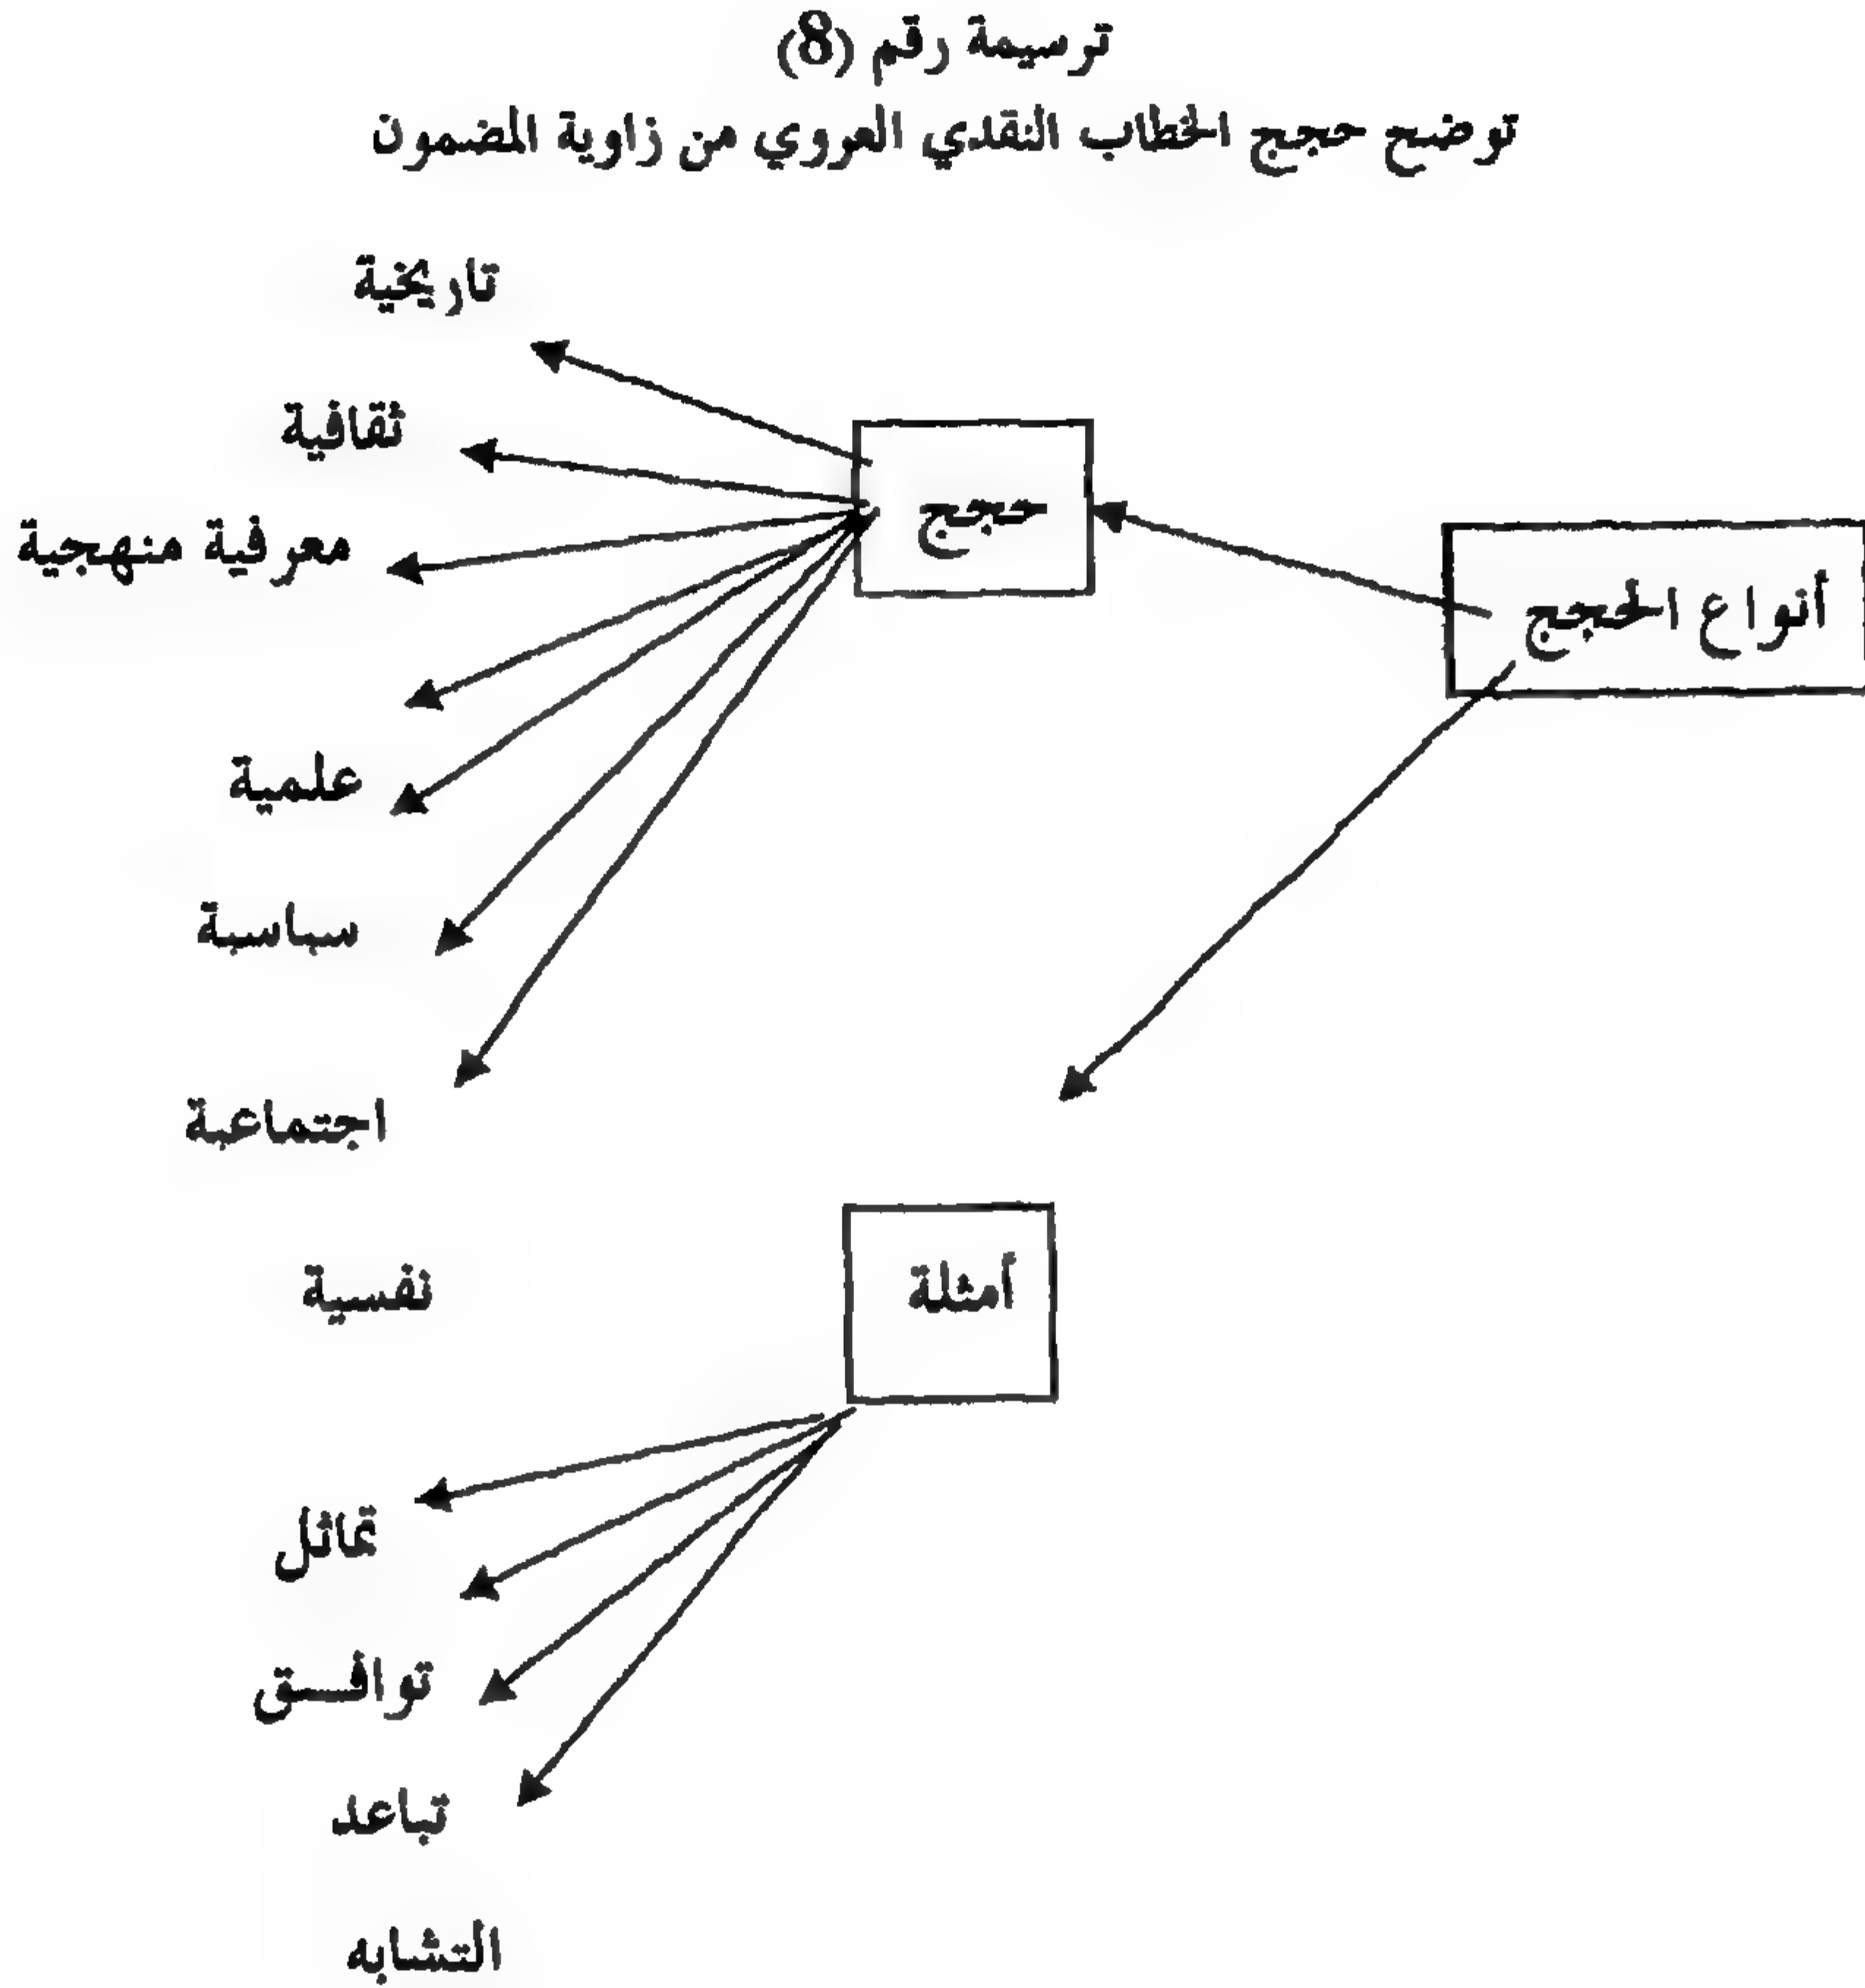 ترسيمة رقم (8)
توضح حجج الخطاب النقدي العروي من زاوية المضمون
أنواع الحجج
حجج
تاريخية
ثقافية
معرفية منهجية
علمية
سياسية
اجتماعية
نفسية
أمثلة
تماثل
توافق
تباعد
التشابه